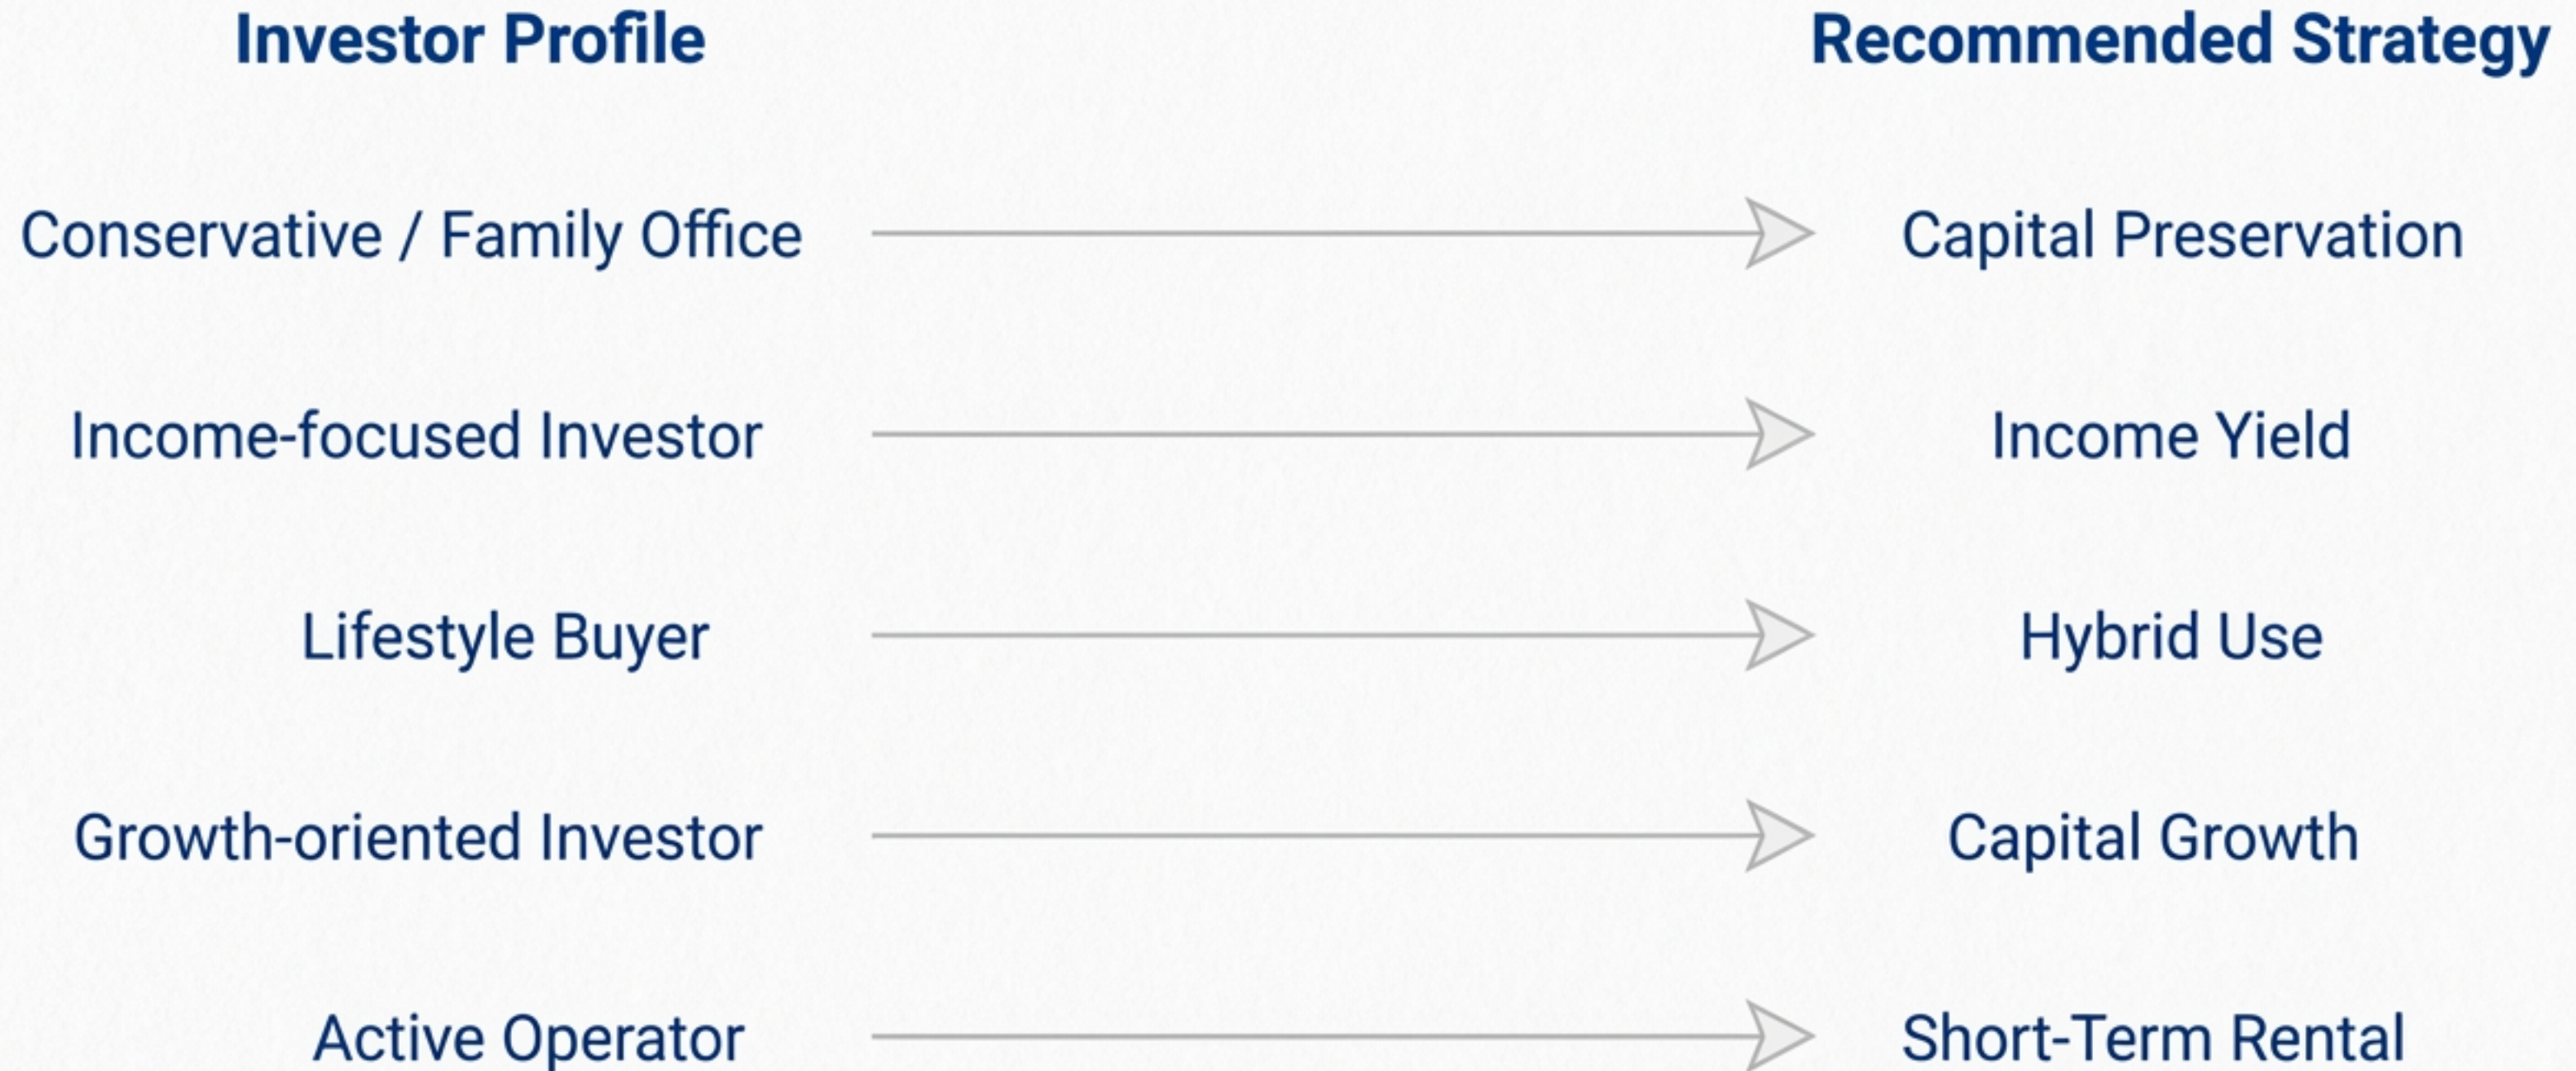 Investor Profile Recommended Strategy
Conservative / Family Office Capital Preservation
Income-focused Investor Income Yield
Lifestyle Buyer Hybrid Use
Growth-oriented Investor Capital Growth
Active Operator Short-Term Rental